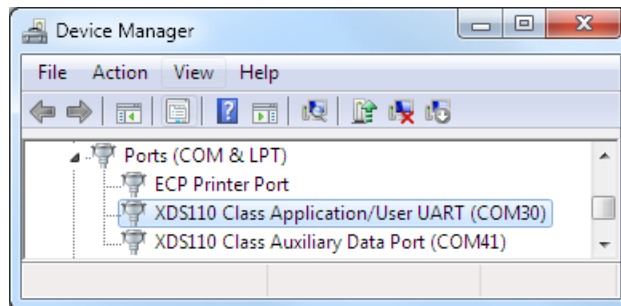 Device Manager
File Action View Help
Ports (COM & LPT)
ECP Printer Port
XDS110 Class Application/User UART (COM30)
XDS110 Class Auxiliary Data Port (COM41)